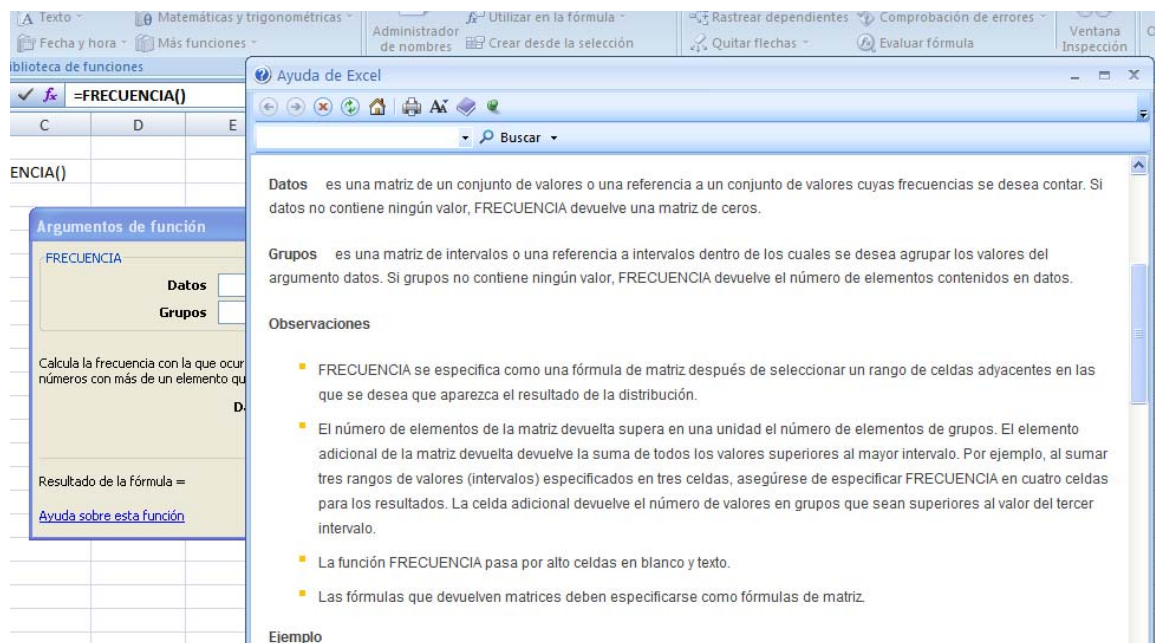 Texto
Matemáticas y trigonométricas
Utilizar en la fórmula
Rastrear dependientes
Comprobación de errores
Fecha y hora
Más funciones
Administrador de nombres
Crear desde la selección
Quitar flechas
Evaluar fórmula
Ventana Inspección
iblioteca de funciones
fx =FRECUENCIA()
C D E
ENCIA()
Argumentos de función
FRECUENCIA
Datos
Grupos
Calcula la frecuencia con la que ocur
números con más de un elemento qu
D
Resultado de la fórmula =
Ayuda sobre esta función
Ayuda de Excel
Buscar
Datos es una matriz de un conjunto de valores o una referencia a un conjunto de valores cuyas frecuencias se desea contar. Si
datos no contiene ningún valor, FRECUENCIA devuelve una matriz de ceros.
Grupos es una matriz de intervalos o una referencia a intervalos dentro de los cuales se desea agrupar los valores del
argumento datos. Si grupos no contiene ningún valor, FRECUENCIA devuelve el número de elementos contenidos en datos.
Observaciones
FRECUENCIA se especifica como una fórmula de matriz después de seleccionar un rango de celdas adyacentes en las
que se desea que aparezca el resultado de la distribución.
El número de elementos de la matriz devuelta supera en una unidad el número de elementos de grupos. El elemento
adicional de la matriz devuelta devuelve la suma de todos los valores superiores al mayor intervalo. Por ejemplo, al sumar
tres rangos de valores (intervalos) especificados en tres celdas, asegúrese de especificar FRECUENCIA en cuatro celdas
para los resultados. La celda adicional devuelve el número de valores en grupos que sean superiores al valor del tercer
intervalo.
La función FRECUENCIA pasa por alto celdas en blanco y texto.
Las fórmulas que devuelven matrices deben especificarse como fórmulas de matriz.
Ejemplo